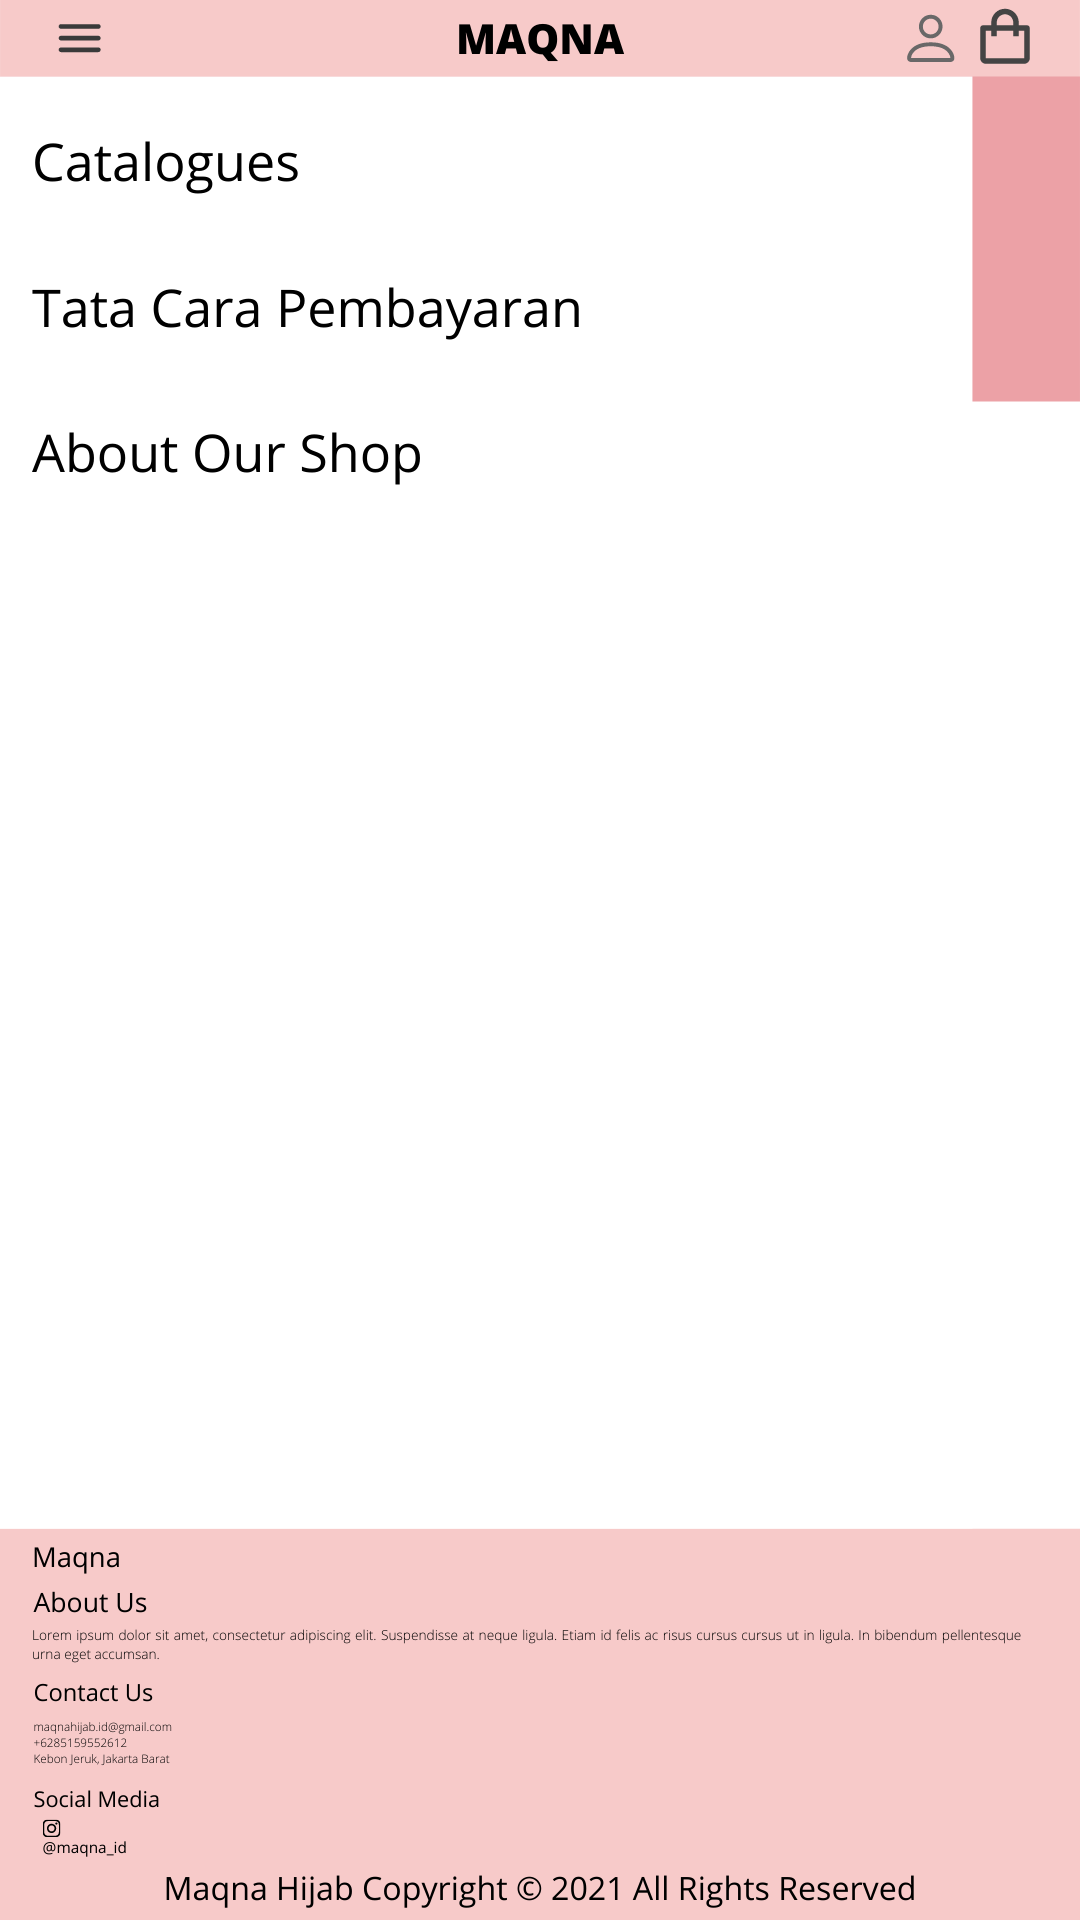 MAQNA
Catalogues
Tata Cara Pembayaran
About Our Shop
Maqna
About Us
Lorem ipsum dolor sit amet, consectetur adipiscing elit. Suspendisse at neque ligula. Etiam id felis ac risus cursus cursus ut in ligula. In bibendum pellentesque
urna eget accumsan.
Contact Us
maqnahijab.id@gmail.com
+6285159552612
Kebon Jeruk, Jakarta Barat
Social Media
@maqna_id
Maqna Hijab Copyright © 2021 All Rights Reserved